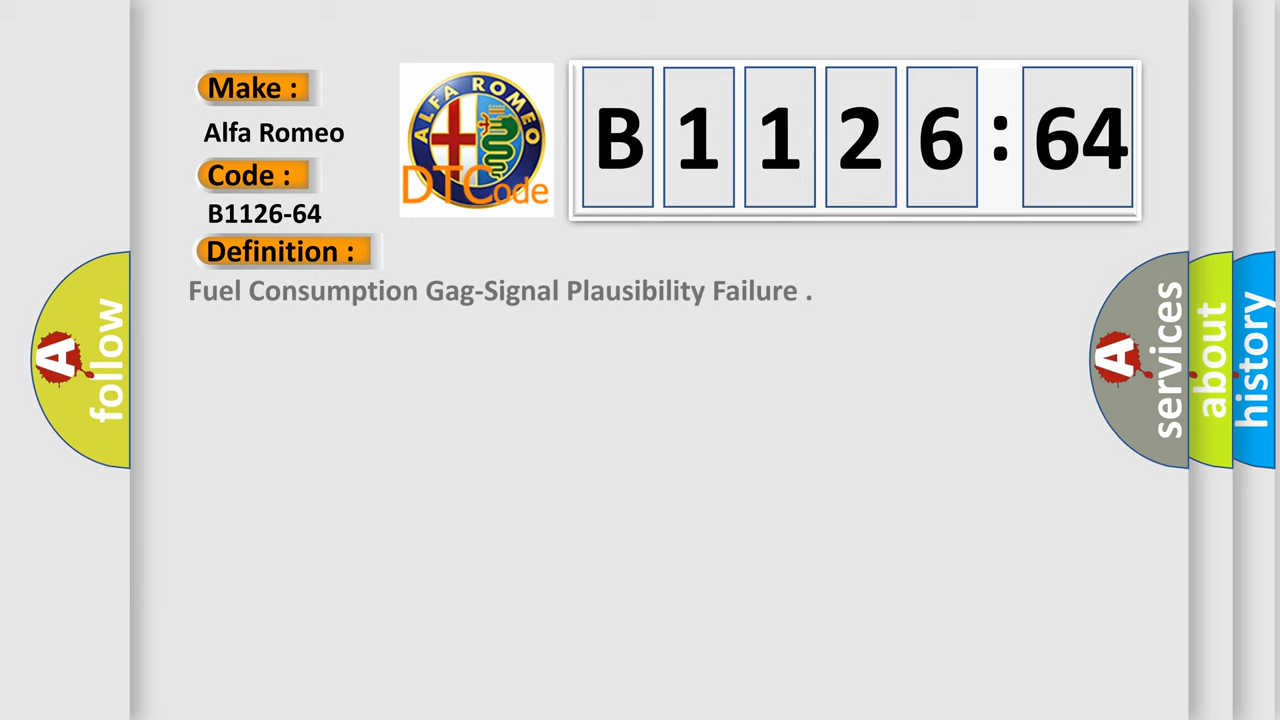 Make :
Alfa Romeo
Code :
B1126-64
Definition :
Fuel Consumption Gag-Signal Plausibility Failure .
ALFA ROMEO
DTCode
B 1 1 2 6 : 64
A follow
A services
about
history